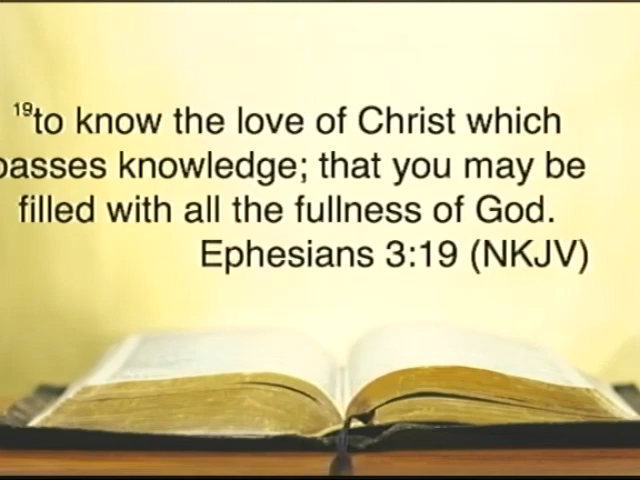 19to know the love of Christ which
passes knowledge; that you may be
filled with all the fullness of God.
Ephesians 3:19 (NKJV)